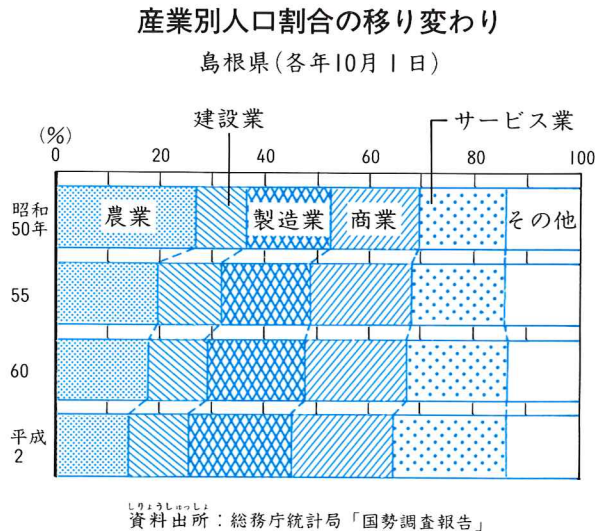 産業別人口割合の移り変わり
島根県(各年10月1日)
建設業
サービス業
(%)
0 20 40 60 80 100
昭和
50年
農業 製造業 商業 その他
55
60
平成
2
しりょうしゅっしょ
資料出所:総務庁統計局「国勢調査報告」